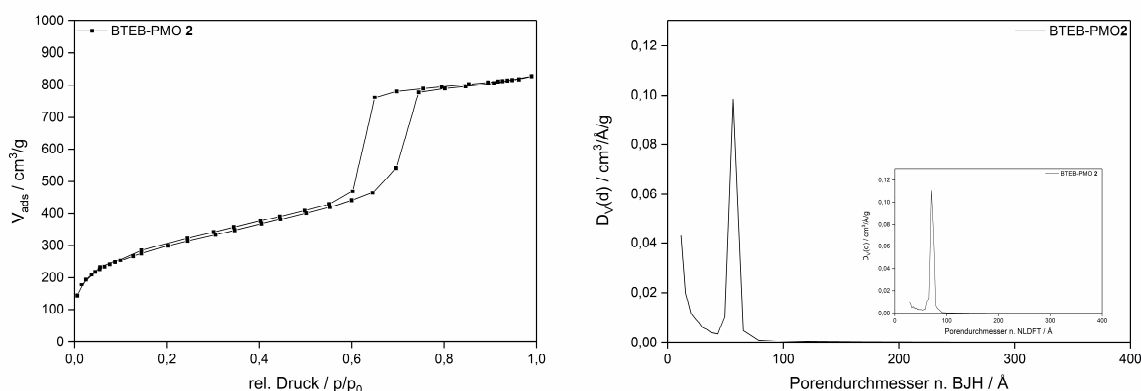 1000
900
800
700
600
500
400
300
200
100
0
V_ads / cm³/g
BTEB-PMO 2
0,0 0,2 0,4 0,6 0,8 1,0
rel. Druck / p/p₀
0,12
0,10
0,08
0,06
0,04
0,02
0,00
D_V(d) / cm³/Å/g
BTEB-PMO2
0 100 200 300 400
Porendurchmesser n. BJH / Å
0,12
0,10
0,08
0,06
0,04
0,02
0,00
D_V(c) / cm³/Å/g
BTEB-PMO 2
0 100 200 300 400
Porendurchmesser n. NLDFT / Å